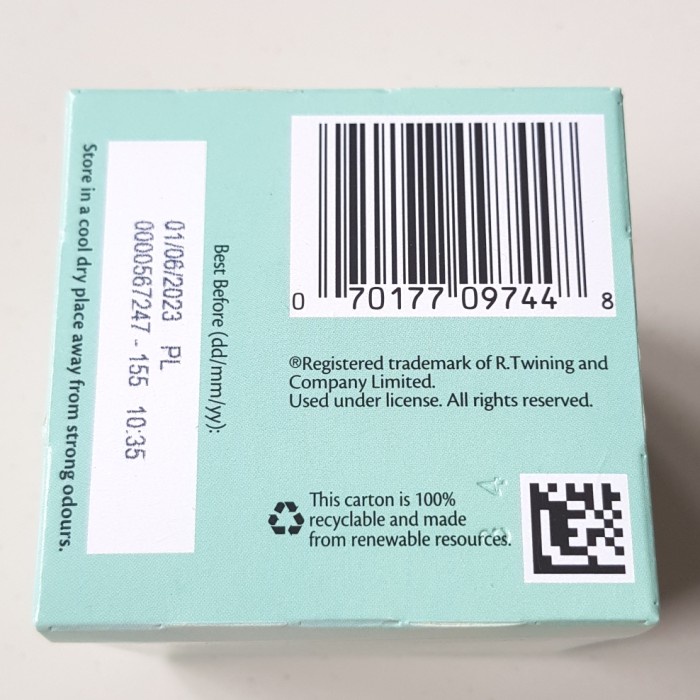 Store in a cool dry place away from strong odours.
01/06/2023 PL
0000567247 - 155 10:35
Best Before (dd/mm/yy):
0 70177 09744 8
®Registered trademark of R.Twining and
Company Limited.
Used under license. All rights reserved.
This carton is 100%
recyclable and made
from renewable resources.